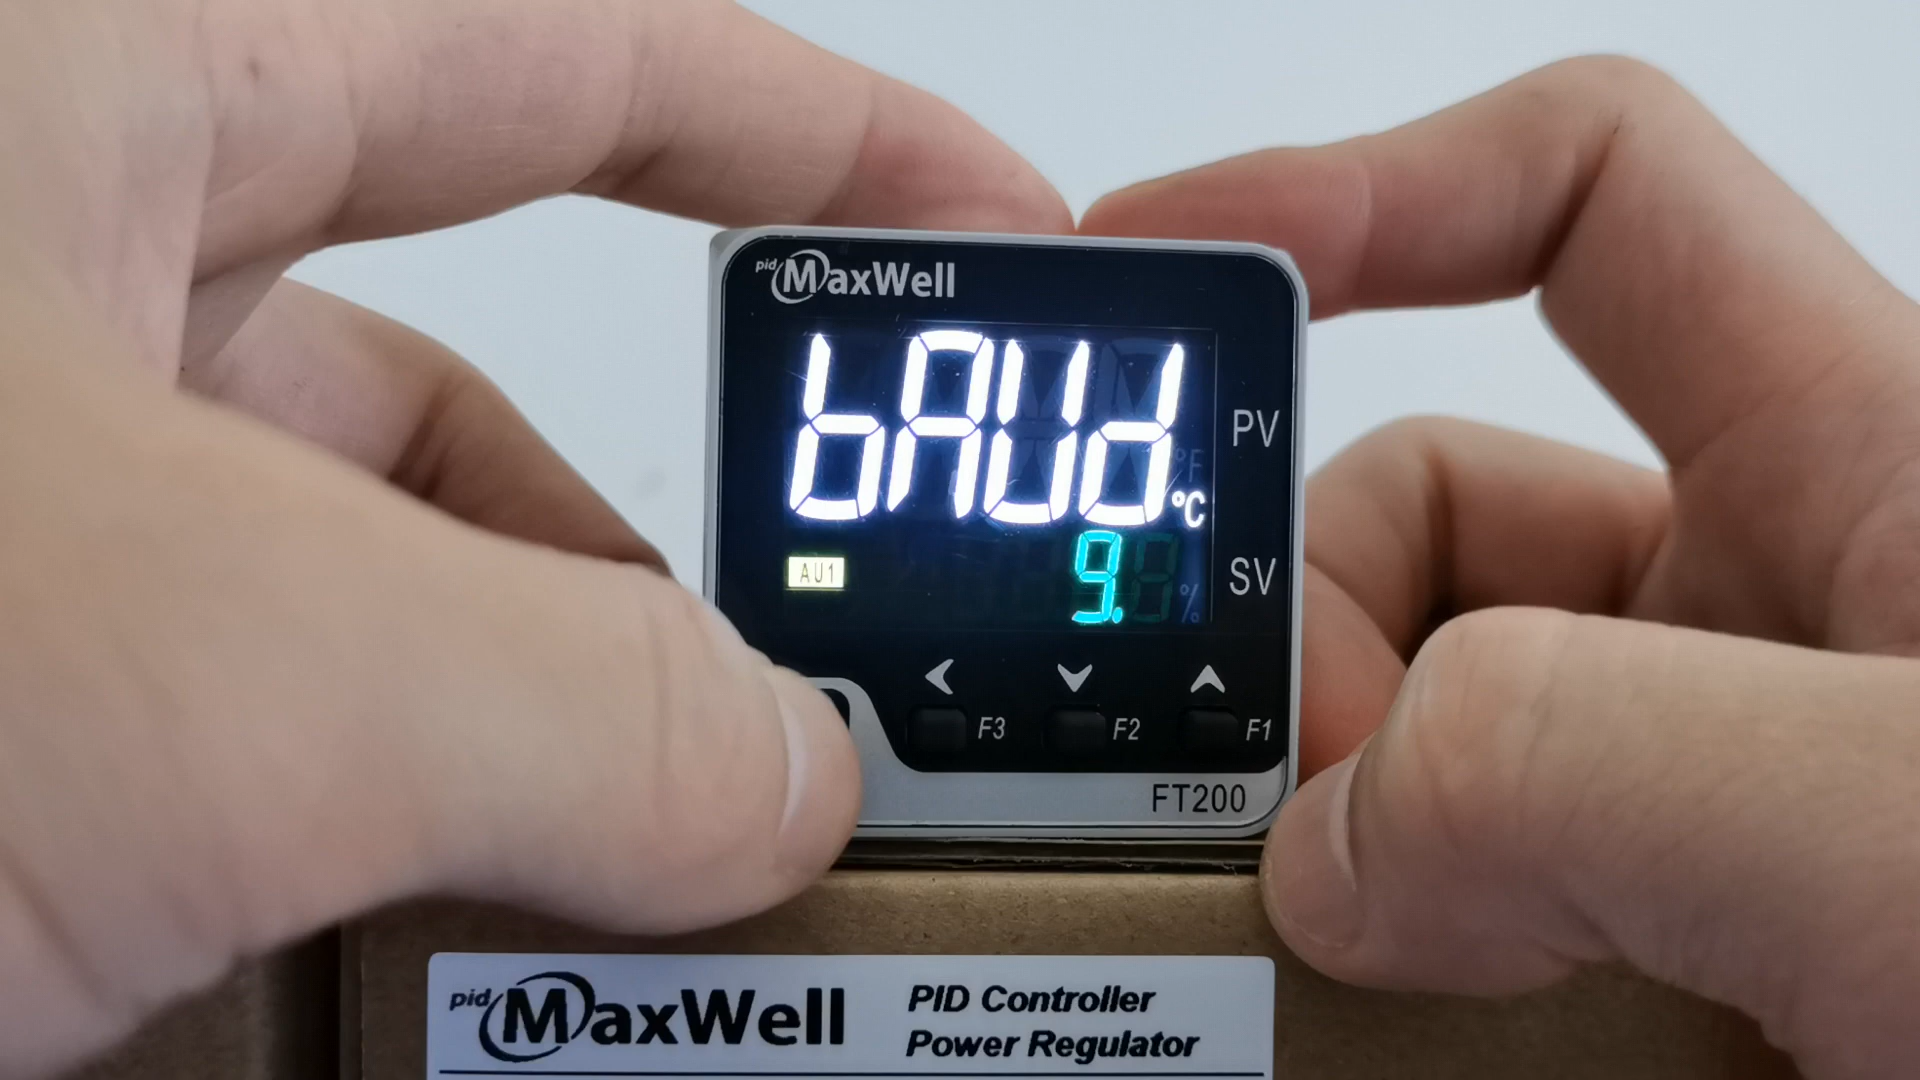 pid MaxWell
bAUd
PV
°F
°C
AU1
9.
SV
%
F3
F2
F1
FT200
pid MaxWell
PID Controller
Power Regulator